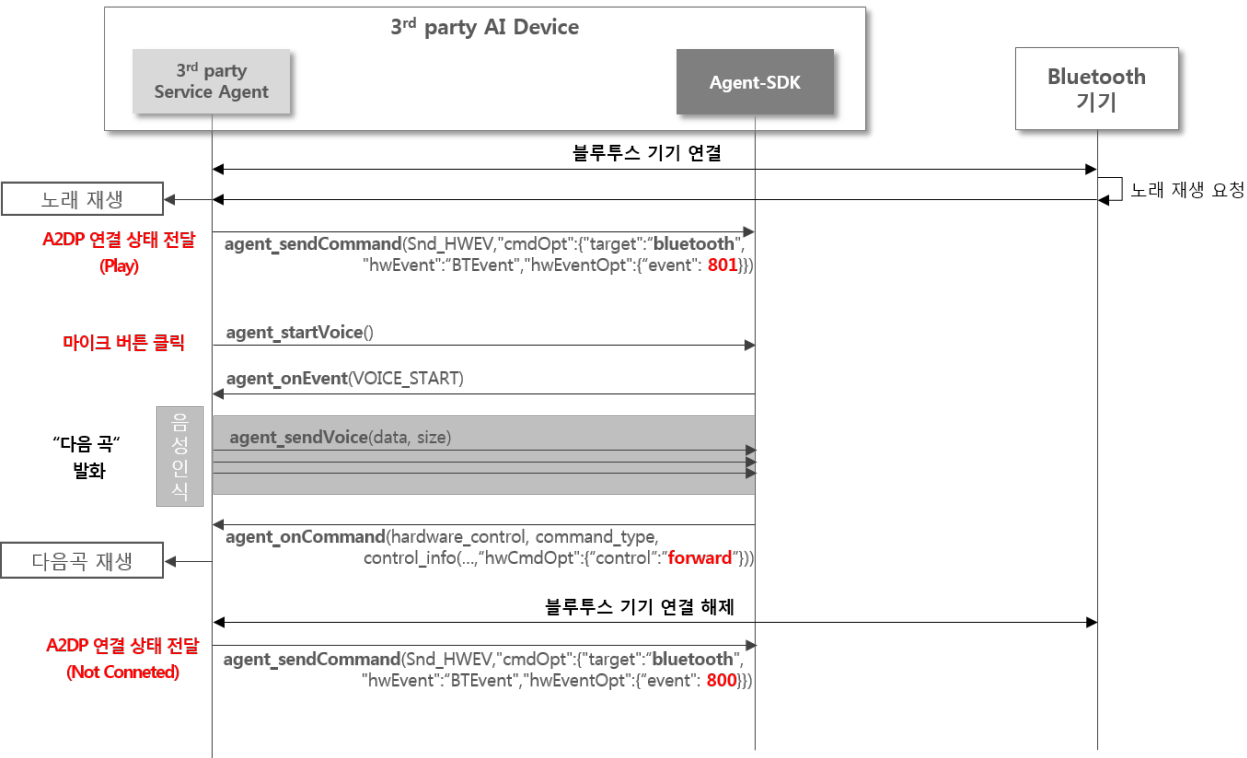 3rd party AI Device
3rd party
Service Agent
Agent-SDK
Bluetooth
기기
블루투스 기기 연결
노래 재생
노래 재생 요청
A2DP 연결 상태 전달
(Play)
agent_sendCommand(Snd_HWEV,"cmdOpt":{"target":“bluetooth",
"hwEvent":“BTEvent","hwEventOpt":{“event": 801}})
마이크 버튼 클릭
agent_startVoice()
agent_onEvent(VOICE_START)
“다음 곡“
발화
음
성
인
식
agent_sendVoice(data, size)
agent_onCommand(hardware_control, command_type,
control_info(...,“hwCmdOpt":{“control“:”forward”}))
다음곡 재생
블루투스 기기 연결 해제
A2DP 연결 상태 전달
(Not Conneted)
agent_sendCommand(Snd_HWEV,"cmdOpt":{"target":“bluetooth",
"hwEvent":“BTEvent","hwEventOpt":{“event": 800}})